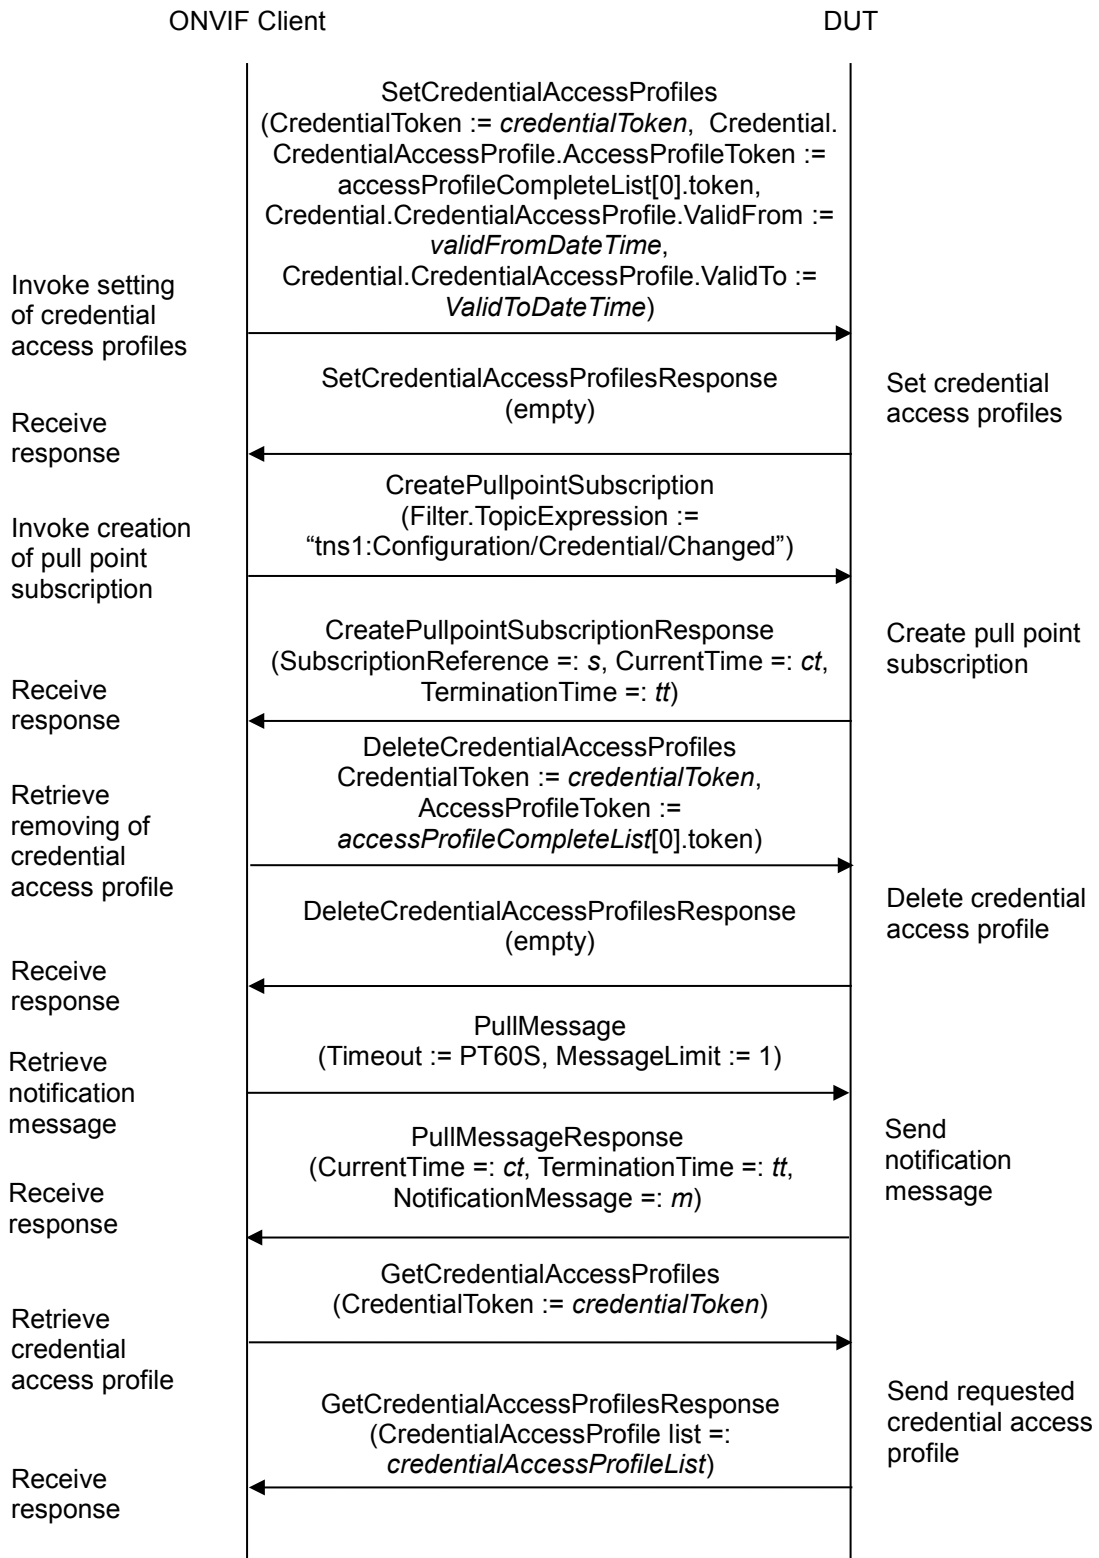 ONVIF Client
DUT
SetCredentialAccessProfiles
(CredentialToken := credentialToken, Credential.
CredentialAccessProfile.AccessProfileToken :=
accessProfileCompleteList[0].token,
Credential.CredentialAccessProfile.ValidFrom :=
validFromDateTime,
Credential.CredentialAccessProfile.ValidTo :=
ValidToDateTime)
Invoke setting
of credential
access profiles
SetCredentialAccessProfilesResponse
(empty)
Set credential
access profiles
Receive
response
CreatePullpointSubscription
(Filter.TopicExpression :=
“tns1:Configuration/Credential/Changed”)
Invoke creation
of pull point
subscription
CreatePullpointSubscriptionResponse
(SubscriptionReference =: s, CurrentTime =: ct,
TerminationTime =: tt)
Create pull point
subscription
Receive
response
DeleteCredentialAccessProfiles
CredentialToken := credentialToken,
AccessProfileToken :=
accessProfileCompleteList[0].token)
Retrieve
removing of
credential
access profile
DeleteCredentialAccessProfilesResponse
(empty)
Delete credential
access profile
Receive
response
PullMessage
(Timeout := PT60S, MessageLimit := 1)
Retrieve
notification
message
PullMessageResponse
(CurrentTime =: ct, TerminationTime =: tt,
NotificationMessage =: m)
Send
notification
message
Receive
response
GetCredentialAccessProfiles
(CredentialToken := credentialToken)
Retrieve
credential
access profile
GetCredentialAccessProfilesResponse
(CredentialAccessProfile list =:
credentialAccessProfileList)
Send requested
credential access
profile
Receive
response